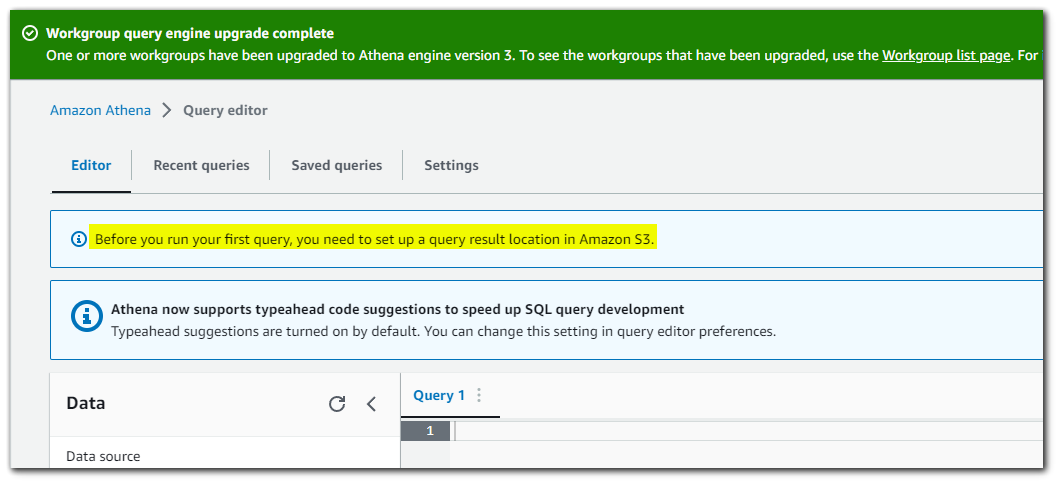 Workgroup query engine upgrade complete
One or more workgroups have been upgraded to Athena engine version 3. To see the workgroups that have been upgraded, use the Workgroup list page. For
Amazon Athena > Query editor
Editor Recent queries Saved queries Settings
Before you run your first query, you need to set up a query result location in Amazon S3.
Athena now supports typeahead code suggestions to speed up SQL query development
Typeahead suggestions are turned on by default. You can change this setting in query editor preferences.
Data
Query 1
1
Data source